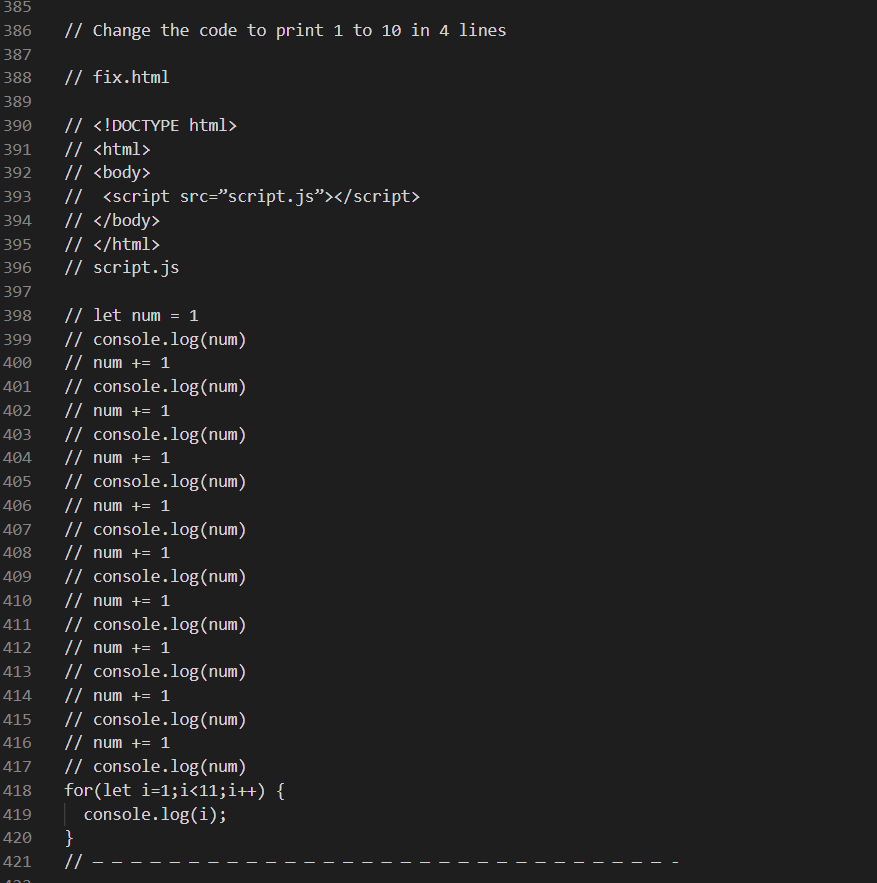 385
386 // Change the code to print 1 to 10 in 4 lines
387
388 // fix.html
389
390 // <!DOCTYPE html>
391 // <html>
392 // <body>
393 //  <script src=”script.js”></script>
394 // </body>
395 // </html>
396 // script.js
397
398 // let num = 1
399 // console.log(num)
400 // num += 1
401 // console.log(num)
402 // num += 1
403 // console.log(num)
404 // num += 1
405 // console.log(num)
406 // num += 1
407 // console.log(num)
408 // num += 1
409 // console.log(num)
410 // num += 1
411 // console.log(num)
412 // num += 1
413 // console.log(num)
414 // num += 1
415 // console.log(num)
416 // num += 1
417 // console.log(num)
418 for(let i=1;i<11;i++) {
419   console.log(i);
420 }
421 // — — — — — — — — — — — — — — — — — — — — — — — — — — — — — — -